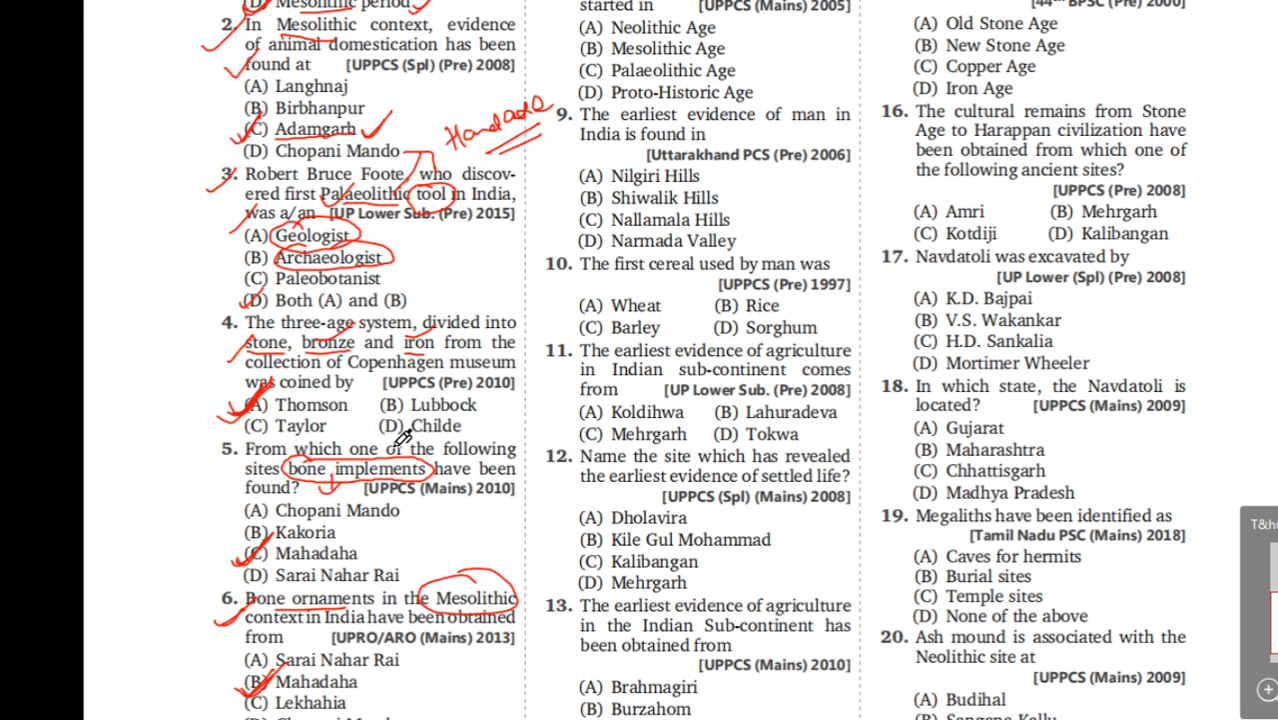 (D) Mesolithic period
2. In Mesolithic context, evidence
of animal domestication has been
found at [UPPCS (Spl) (Pre) 2008]
(A) Langhnaj
(B) Birbhanpur
(C) Adamgarh
(D) Chopani Mando
3. Robert Bruce Foote, who discov-
ered first Palaeolithic tool in India,
was a/an [UP Lower Sub. (Pre) 2015]
(A) Geologist
(B) Archaeologist
(C) Paleobotanist
(D) Both (A) and (B)
4. The three-age system, divided into
stone, bronze and iron from the
collection of Copenhagen museum
was coined by [UPPCS (Pre) 2010]
(A) Thomson (B) Lubbock
(C) Taylor (D) Childe
5. From which one of the following
sites bone implements have been
found? [UPPCS (Mains) 2010]
(A) Chopani Mando
(B) Kakoria
(C) Mahadaha
(D) Sarai Nahar Rai
6. Bone ornaments in the Mesolithic
context in India have been obtained
from [UPRO/ARO (Mains) 2013]
(A) Sarai Nahar Rai
(B) Mahadaha
(C) Lekhahia
(D) Chopani Mando
started in [UPPCS (Mains) 2005]
(A) Neolithic Age
(B) Mesolithic Age
(C) Palaeolithic Age
(D) Proto-Historic Age
9. The earliest evidence of man in
India is found in
[Uttarakhand PCS (Pre) 2006]
(A) Nilgiri Hills
(B) Shiwalik Hills
(C) Nallamala Hills
(D) Narmada Valley
10. The first cereal used by man was
[UPPCS (Pre) 1997]
(A) Wheat (B) Rice
(C) Barley (D) Sorghum
11. The earliest evidence of agriculture
in Indian sub-continent comes
from [UP Lower Sub. (Pre) 2008]
(A) Koldihwa (B) Lahuradeva
(C) Mehrgarh (D) Tokwa
12. Name the site which has revealed
the earliest evidence of settled life?
[UPPCS (Spl) (Mains) 2008]
(A) Dholavira
(B) Kile Gul Mohammad
(C) Kalibangan
(D) Mehrgarh
13. The earliest evidence of agriculture
in the Indian Sub-continent has
been obtained from
[UPPCS (Mains) 2010]
(A) Brahmagiri
(B) Burzahom
[44th BPSC (Pre) 2000]
(A) Old Stone Age
(B) New Stone Age
(C) Copper Age
(D) Iron Age
16. The cultural remains from Stone
Age to Harappan civilization have
been obtained from which one of
the following ancient sites?
[UPPCS (Pre) 2008]
(A) Amri (B) Mehrgarh
(C) Kotdiji (D) Kalibangan
17. Navdatoli was excavated by
[UP Lower (Spl) (Pre) 2008]
(A) K.D. Bajpai
(B) V.S. Wakankar
(C) H.D. Sankalia
(D) Mortimer Wheeler
18. In which state, the Navdatoli is
located? [UPPCS (Mains) 2009]
(A) Gujarat
(B) Maharashtra
(C) Chhattisgarh
(D) Madhya Pradesh
19. Megaliths have been identified as
[Tamil Nadu PSC (Mains) 2018]
(A) Caves for hermits
(B) Burial sites
(C) Temple sites
(D) None of the above
20. Ash mound is associated with the
Neolithic site at
[UPPCS (Mains) 2009]
(A) Budihal
(B) Sangana Kallu